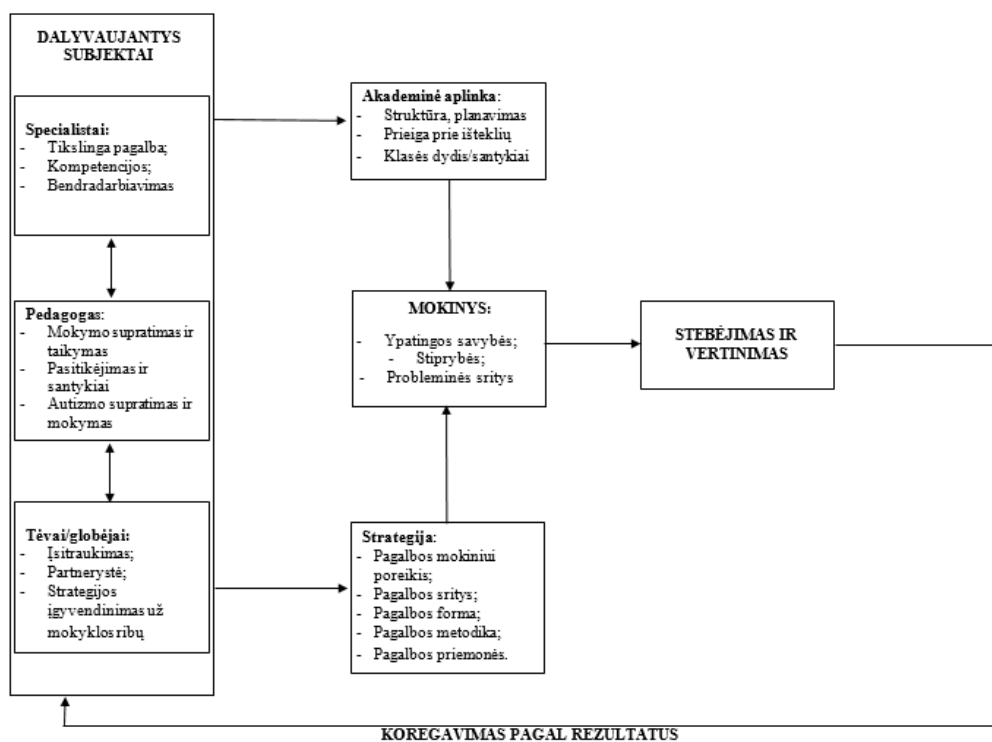 DALYVAUJANTYS
SUBJEKTAI
Specialistai:
- Tikslinga pagalba;
- Kompetencijos;
- Bendradarbiavimas
Pedagogas:
- Mokymo supratimas ir
taikymas
- Pasitikėjimas ir
santykiai
- Autizmo supratimas ir
mokymas
Tėvai/globėjai:
- Įsitraukimas;
- Partnerystė;
- Strategijos
įgyvendinimas už
mokyklos ribų
Akademinė aplinka:
- Struktūra, planavimas
- Prieiga prie išteklių
- Klasės dydis/santykiai
MOKINYS:
- Ypatingos savybės;
- Stiprybės;
- Probleminės sritys
Strategija:
- Pagalbos mokiniui
poreikis;
- Pagalbos sritys;
- Pagalbos forma;
- Pagalbos metodika;
- Pagalbos priemonės.
STEBĖJIMAS IR
VERTINIMAS
KOREGAVIMAS PAGAL REZULTATUS